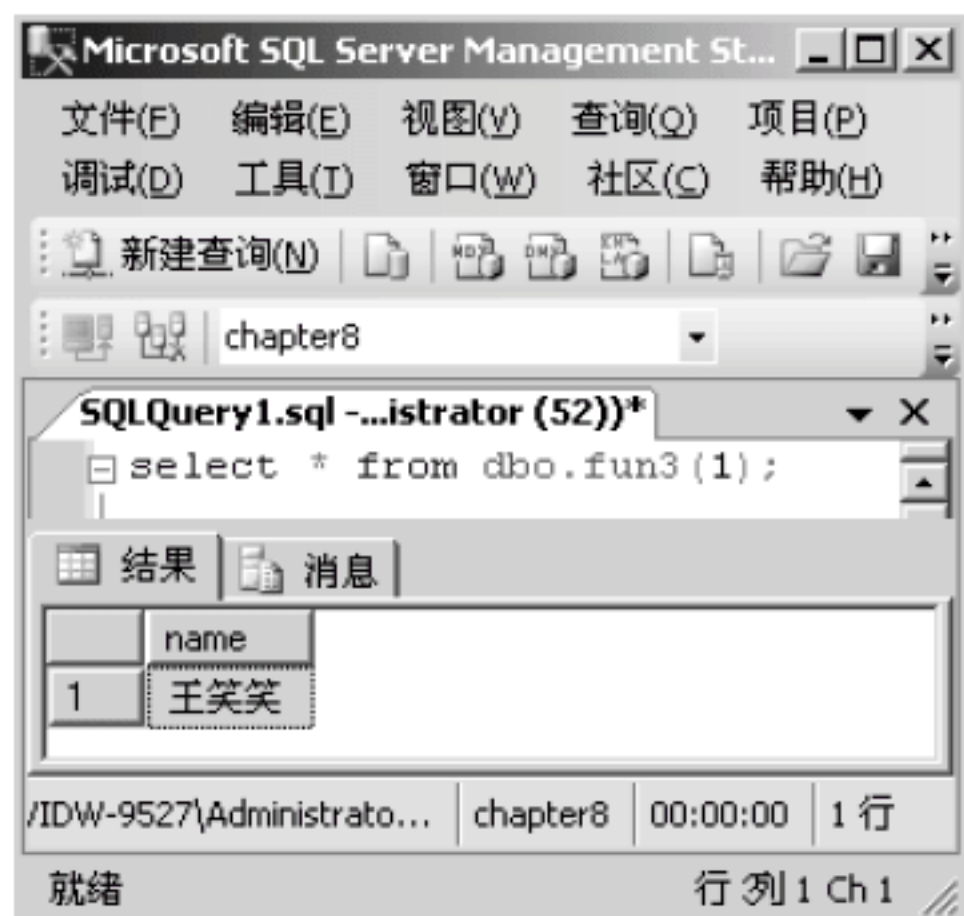 Microsoft SQL Server Management St...
文件(F) 编辑(E) 视图(V) 查询(Q) 项目(P)
调试(D) 工具(T) 窗口(W) 社区(C) 帮助(H)
新建查询(N)
chapter8
SQLQuery1.sql -...istrator (52))*
select * from dbo.fun3(1);
结果 消息
name
1 王笑笑
/IDW-9527\Administrato... chapter8 00:00:00 1 行
就绪 行 列 1 Ch 1